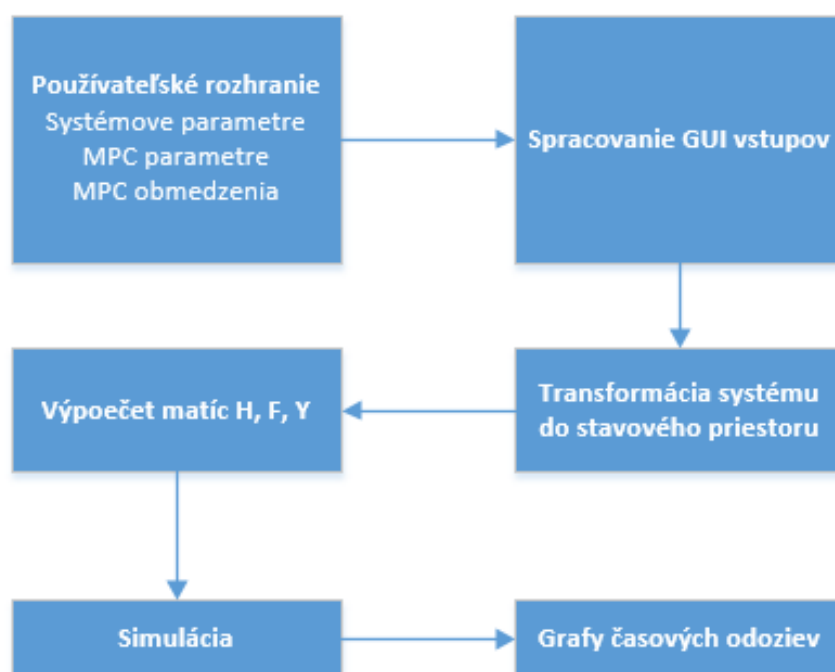 Používateľské rozhranie
Systémove parametre
MPC parametre
MPC obmedzenia
Spracovanie GUI vstupov
Transformácia systému
do stavového priestoru
Výpoečet matíc H, F, Y
Simulácia
Grafy časových odoziev